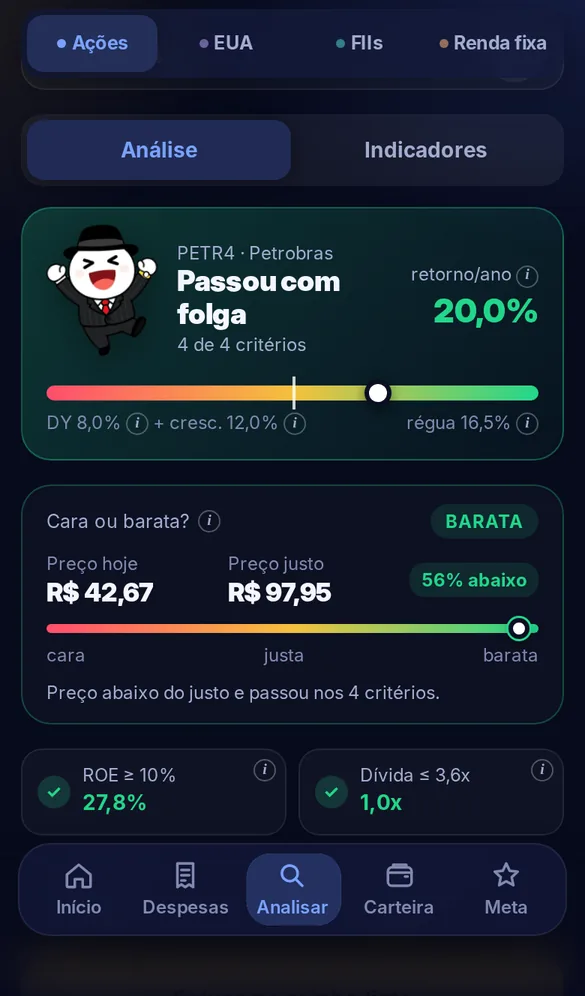 Ações
EUA
FIIs
Renda fixa
Análise
Indicadores
PETR4 · Petrobras
Passou com
folga
4 de 4 critérios
retorno/ano i
20,0%
DY 8,0% i + cresc. 12,0% i
régua 16,5% i
Cara ou barata? i
BARATA
Preço hoje
R$ 42,67
Preço justo
R$ 97,95
56% abaixo
cara
justa
barata
Preço abaixo do justo e passou nos 4 critérios.
ROE ≥ 10% i
27,8%
Dívida ≤ 3,6x i
1,0x
Início
Despesas
Analisar
Carteira
Meta